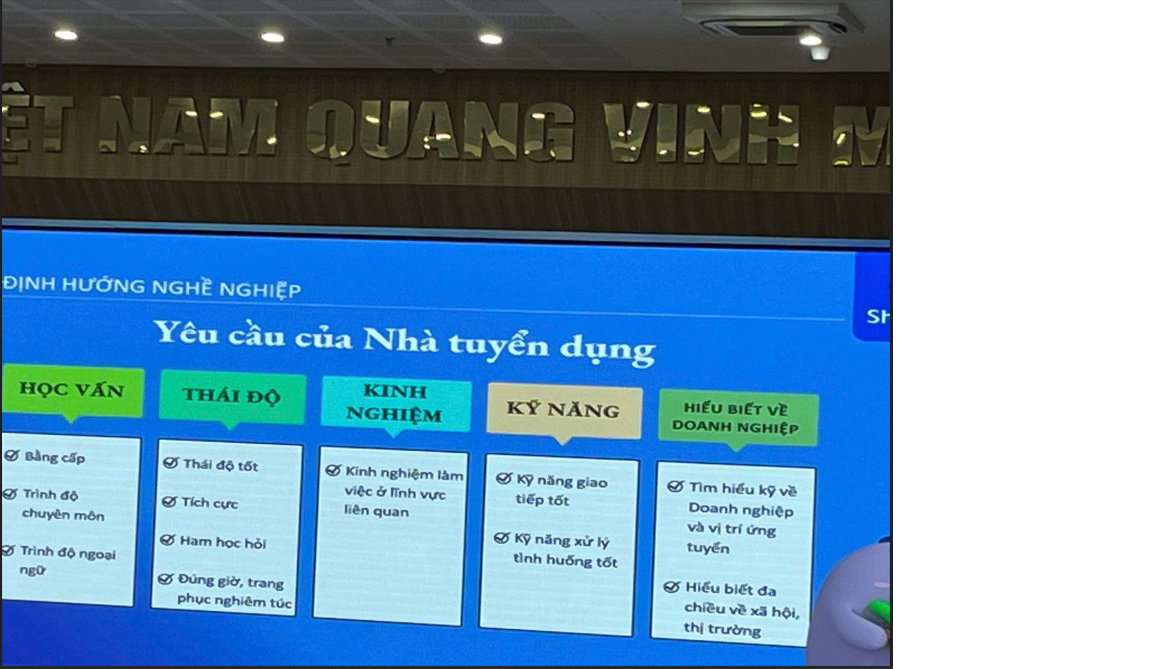 ỆT NAM QUANG VINH M
ĐỊNH HƯỚNG NGHỀ NGHIỆP
Sh
Yêu cầu của Nhà tuyển dụng
HỌC VẤN
Bằng cấp
Trình độ
chuyên môn
Trình độ ngoại
ngữ
THÁI ĐỘ
Thái độ tốt
Tích cực
Ham học hỏi
Đúng giờ, trang
phục nghiêm túc
KINH
NGHIỆM
Kinh nghiệm làm
việc ở lĩnh vực
liên quan
KỸ NĂNG
Kỹ năng giao
tiếp tốt
Kỹ năng xử lý
tình huống tốt
HIỂU BIẾT VỀ
DOANH NGHIỆP
Tìm hiểu kỹ về
Doanh nghiệp
và vị trí ứng
tuyển
Hiểu biết đa
chiều về xã hội,
thị trường